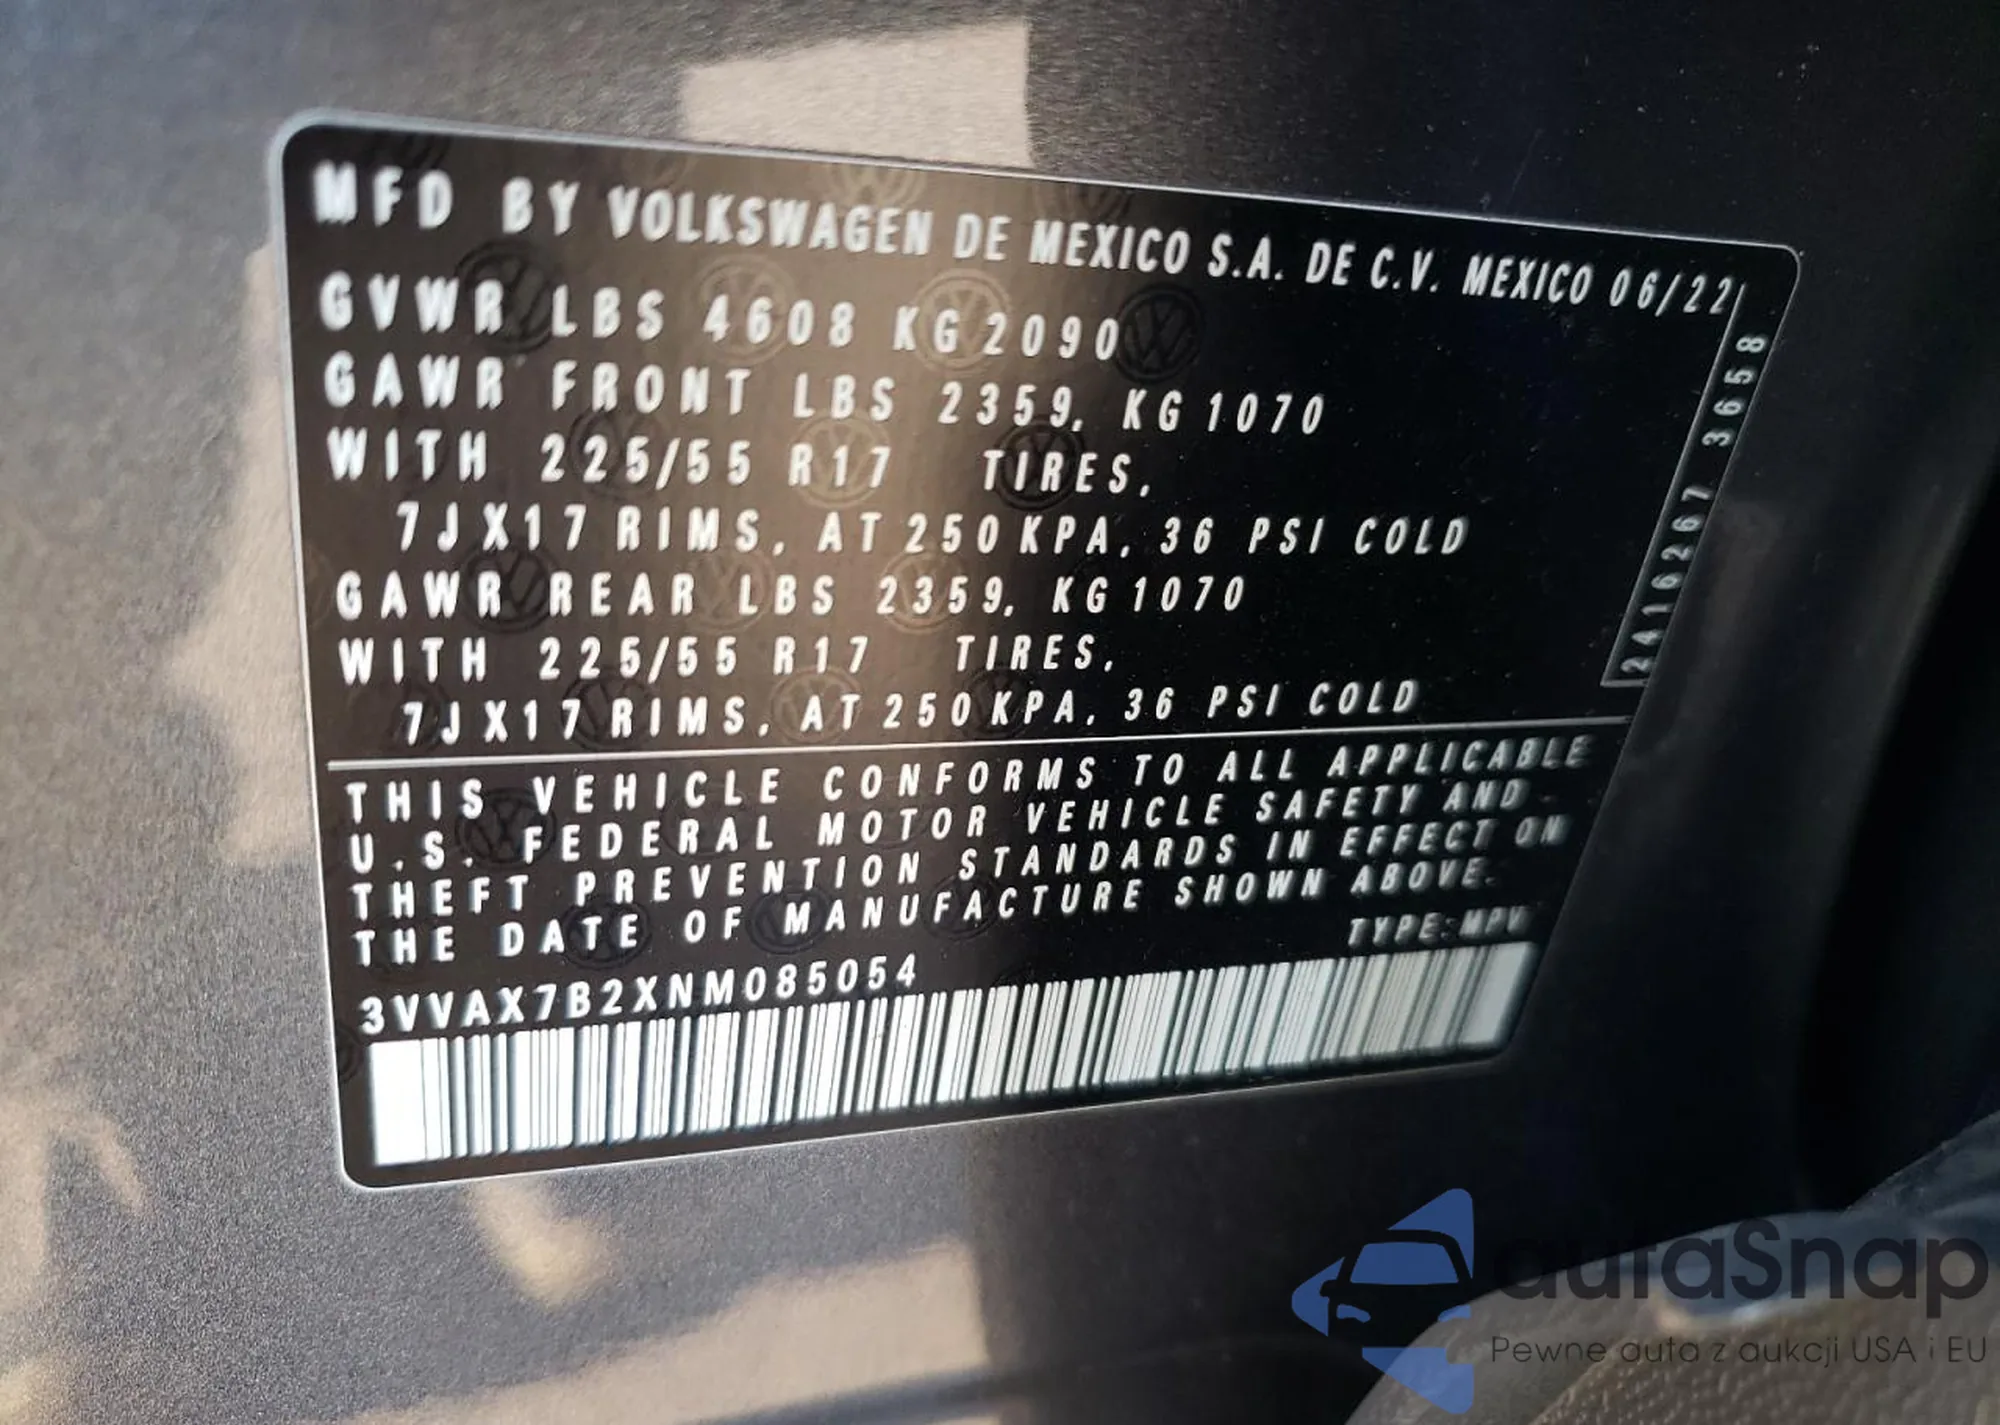 MFD BY VOLKSWAGEN DE MEXICO S.A. DE C.V. MEXICO 06/22
GVWR LBS 4608 KG 2090
GAWR FRONT LBS 2359, KG 1070
WITH 225/55 R17 TIRES,
7JX17 RIMS, AT 250 KPA, 36 PSI COLD
GAWR REAR LBS 2359, KG 1070
WITH 225/55 R17 TIRES,
7JX17 RIMS, AT 250 KPA, 36 PSI COLD
2416267 3658
THIS VEHICLE CONFORMS TO ALL APPLICABLE
U.S. FEDERAL MOTOR VEHICLE SAFETY AND
THEFT PREVENTION STANDARDS IN EFFECT ON
THE DATE OF MANUFACTURE SHOWN ABOVE.
TYPE: MPV
3VVAX7B2XNM085054
autaSnap
Pewne auta z aukcji USA i EU